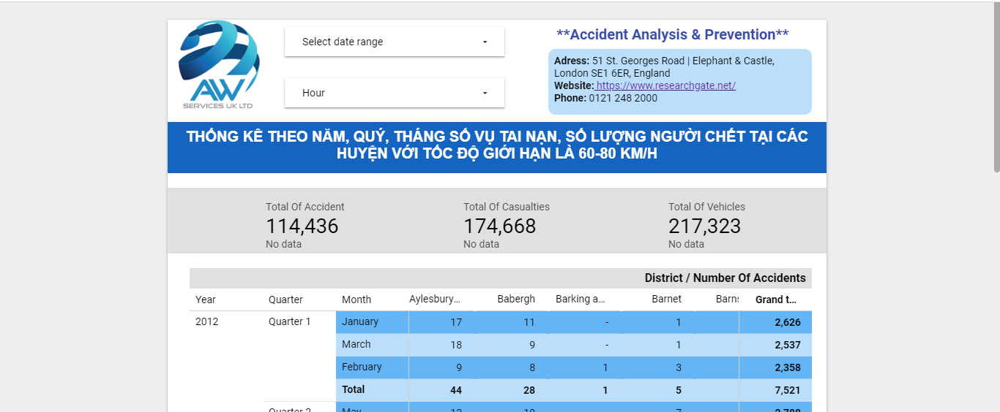 AW
SERVICES UK LTD
Select date range
Hour
**Accident Analysis & Prevention**
Adress: 51 St. Georges Road | Elephant & Castle,
London SE1 6ER, England
Website: https://www.researchgate.net/
Phone: 0121 248 2000
THỐNG KÊ THEO NĂM, QUÝ, THÁNG SỐ VỤ TAI NẠN, SỐ LƯỢNG NGƯỜI CHẾT TẠI CÁC
HUYỆN VỚI TỐC ĐỘ GIỚI HẠN LÀ 60-80 KM/H
Total Of Accident Total Of Casualties Total Of Vehicles
114,436 174,668 217,323
No data No data No data
District / Number Of Accidents
Year Quarter Month Aylesbury... Babergh Barking a... Barnet Barns Grand t...
2012 Quarter 1 January 17 11 - 1 2,626
March 18 9 - 1 2,537
February 9 8 1 3 2,358
Total 44 28 1 5 7,521
Quarter 2 May 12 10 7 2,788